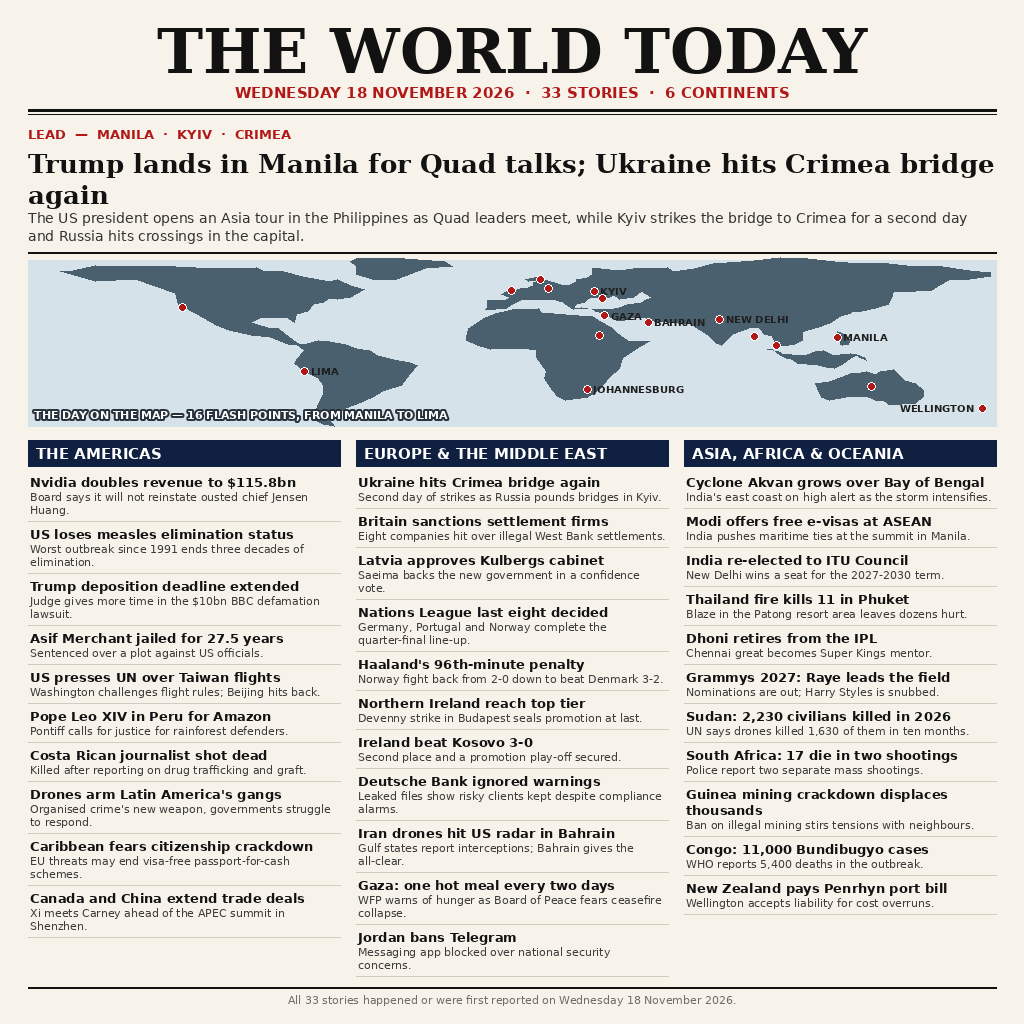 THE WORLD TODAY
WEDNESDAY 18 NOVEMBER 2026 · 33 STORIES · 6 CONTINENTS
LEAD — MANILA · KYIV · CRIMEA
Trump lands in Manila for Quad talks; Ukraine hits Crimea bridge
again
The US president opens an Asia tour in the Philippines as Quad leaders meet, while Kyiv strikes the bridge to Crimea for a second day
and Russia hits crossings in the capital.
KYIV
GAZA
BAHRAIN
NEW DELHI
MANILA
LIMA
JOHANNESBURG
WELLINGTON
THE DAY ON THE MAP — 16 FLASH POINTS, FROM MANILA TO LIMA
THE AMERICAS
Nvidia doubles revenue to $115.8bn
Board says it will not reinstate ousted chief Jensen
Huang.
US loses measles elimination status
Worst outbreak since 1991 ends three decades of
elimination.
Trump deposition deadline extended
Judge gives more time in the $10bn BBC defamation
lawsuit.
Asif Merchant jailed for 27.5 years
Sentenced over a plot against US officials.
US presses UN over Taiwan flights
Washington challenges flight rules; Beijing hits back.
Pope Leo XIV in Peru for Amazon
Pontiff calls for justice for rainforest defenders.
Costa Rican journalist shot dead
Killed after reporting on drug trafficking and graft.
Drones arm Latin America's gangs
Organised crime's new weapon, governments struggle
to respond.
Caribbean fears citizenship crackdown
EU threats may end visa-free passport-for-cash
schemes.
Canada and China extend trade deals
Xi meets Carney ahead of the APEC summit in
Shenzhen.
EUROPE & THE MIDDLE EAST
Ukraine hits Crimea bridge again
Second day of strikes as Russia pounds bridges in Kyiv.
Britain sanctions settlement firms
Eight companies hit over illegal West Bank settlements.
Latvia approves Kulbergs cabinet
Saeima backs the new government in a confidence
vote.
Nations League last eight decided
Germany, Portugal and Norway complete the
quarter-final line-up.
Haaland's 96th-minute penalty
Norway fight back from 2-0 down to beat Denmark 3-2.
Northern Ireland reach top tier
Devenny strike in Budapest seals promotion at last.
Ireland beat Kosovo 3-0
Second place and a promotion play-off secured.
Deutsche Bank ignored warnings
Leaked files show risky clients kept despite compliance
alarms.
Iran drones hit US radar in Bahrain
Gulf states report interceptions; Bahrain gives the
all-clear.
Gaza: one hot meal every two days
WFP warns of hunger as Board of Peace fears ceasefire
collapse.
Jordan bans Telegram
Messaging app blocked over national security
concerns.
ASIA, AFRICA & OCEANIA
Cyclone Akvan grows over Bay of Bengal
India's east coast on high alert as the storm intensifies.
Modi offers free e-visas at ASEAN
India pushes maritime ties at the summit in Manila.
India re-elected to ITU Council
New Delhi wins a seat for the 2027-2030 term.
Thailand fire kills 11 in Phuket
Blaze in the Patong resort area leaves dozens hurt.
Dhoni retires from the IPL
Chennai great becomes Super Kings mentor.
Grammys 2027: Raye leads the field
Nominations are out; Harry Styles is snubbed.
Sudan: 2,230 civilians killed in 2026
UN says drones killed 1,630 of them in ten months.
South Africa: 17 die in two shootings
Police report two separate mass shootings.
Guinea mining crackdown displaces
thousands
Ban on illegal mining stirs tensions with neighbours.
Congo: 11,000 Bundibugyo cases
WHO reports 5,400 deaths in the outbreak.
New Zealand pays Penrhyn port bill
Wellington accepts liability for cost overruns.
All 33 stories happened or were first reported on Wednesday 18 November 2026.